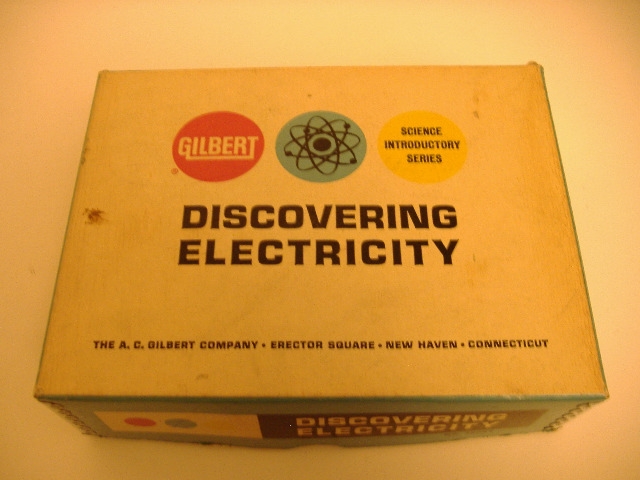 GILBERT
®
SCIENCE
INTRODUCTORY
SERIES
DISCOVERING
ELECTRICITY
THE A. C. GILBERT COMPANY • ERECTOR SQUARE • NEW HAVEN • CONNECTICUT
DISCOVERING
ELECTRICITY